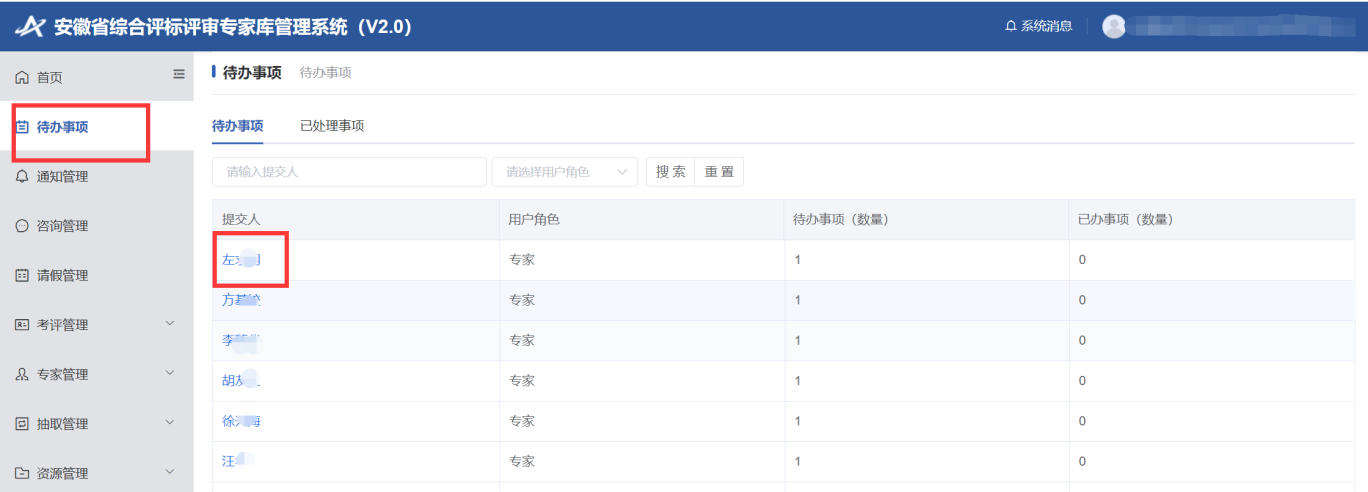 安徽省综合评标评审专家库管理系统（V2.0）
系统消息
首页
待办事项
通知管理
咨询管理
请假管理
考评管理
专家管理
抽取管理
资源管理
待办事项 待办事项
待办事项 已处理事项
请输入提交人 请选择用户角色 搜索 重置
提交人 用户角色 待办事项（数量） 已办事项（数量）
左 专家 1 0
方 专家 1 0
李 专家 1 0
胡 专家 1 0
徐 专家 1 0
汪 专家 1 0